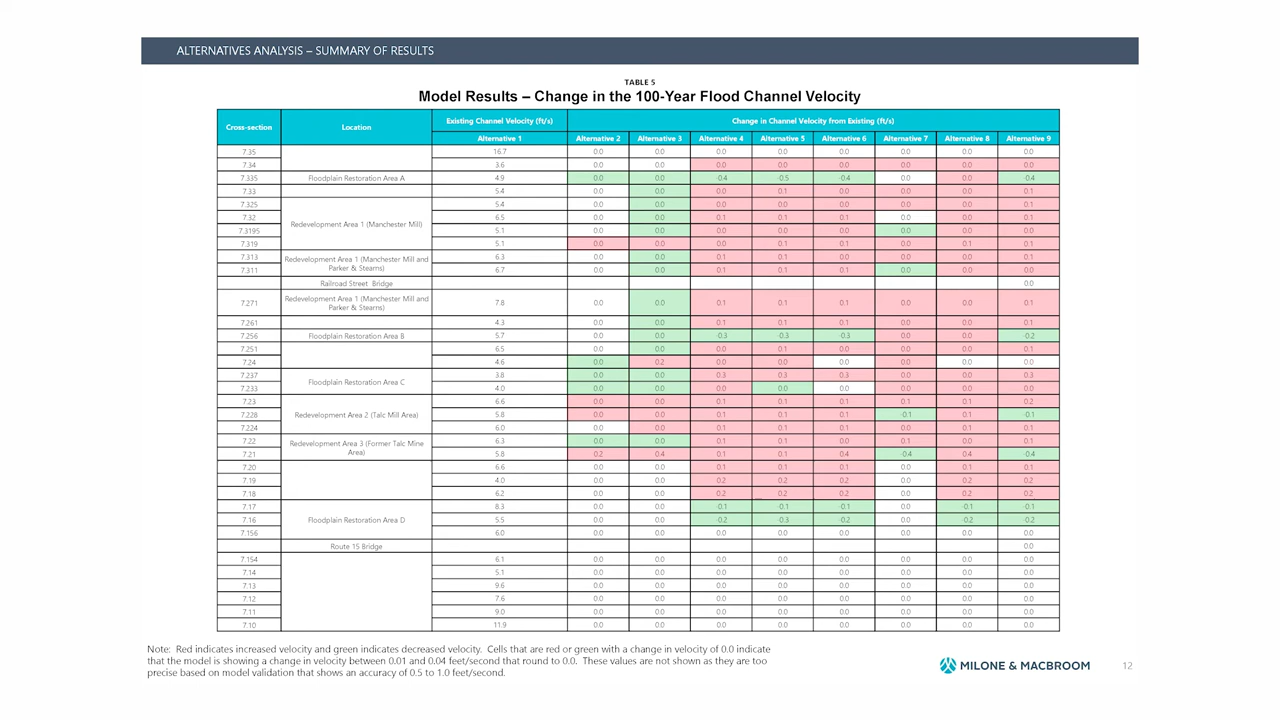 ALTERNATIVES ANALYSIS – SUMMARY OF RESULTS
TABLE 5
Model Results – Change in the 100-Year Flood Channel Velocity
Cross-section Location Existing Channel Velocity (ft/s) Change in Channel Velocity from Existing (ft/s)
Alternative 1 Alternative 2 Alternative 3 Alternative 4 Alternative 5 Alternative 6 Alternative 7 Alternative 8 Alternative 9
7.35 16.7 0.0 0.0 0.0 0.0 0.0 0.0 0.0 0.0
7.34 3.6 0.0 0.0 0.0 0.0 0.0 0.0 0.0 0.0
7.335 Floodplain Restoration Area A 4.9 0.0 0.0 -0.4 -0.5 -0.4 0.0 0.0 -0.4
7.33 5.4 0.0 0.0 0.0 0.1 0.0 0.0 0.0 0.1
7.325 5.4 0.0 0.0 0.0 0.0 0.0 0.0 0.0 0.1
7.32 6.5 0.0 0.0 0.1 0.1 0.1 0.0 0.0 0.1
Redevelopment Area 1 (Manchester Mill)
7.3195 5.1 0.0 0.0 0.0 0.0 0.0 0.0 0.0 0.0
7.319 5.1 0.0 0.0 0.0 0.1 0.1 0.0 0.1 0.1
7.313 Redevelopment Area 1 (Manchester Mill and 6.3 0.0 0.0 0.1 0.1 0.0 0.0 0.0 0.1
7.311 Parker & Stearns) 6.7 0.0 0.0 0.1 0.1 0.1 0.0 0.0 0.0
Railroad Street Bridge 0.0
Redevelopment Area 1 (Manchester Mill and
7.271 Parker & Stearns) 7.8 0.0 0.0 0.1 0.1 0.1 0.0 0.0 0.1
7.261 4.3 0.0 0.0 0.1 0.1 0.1 0.0 0.0 0.1
7.256 Floodplain Restoration Area B 5.7 0.0 0.0 -0.3 -0.3 -0.3 0.0 0.0 -0.2
7.251 6.5 0.0 0.0 0.0 0.1 0.0 0.0 0.0 0.1
7.24 4.6 0.0 0.2 0.0 0.0 0.0 0.0 0.0 0.0
7.237 3.8 0.0 0.0 0.3 0.3 0.3 0.0 0.0 0.3
Floodplain Restoration Area C
7.233 4.0 0.0 0.0 0.0 0.0 0.0 0.0 0.0 0.0
7.23 6.6 0.0 0.0 0.1 0.1 0.1 0.1 0.1 0.2
7.228 Redevelopment Area 2 (Talc Mill Area) 5.8 0.0 0.0 0.1 0.1 0.1 -0.1 0.1 -0.1
7.224 6.0 0.0 0.0 0.1 0.1 0.1 0.0 0.1 0.1
7.22 Redevelopment Area 3 (Former Talc Mine 6.3 0.0 0.0 0.1 0.1 0.0 0.1 0.0 0.1
7.21 Area) 5.8 0.2 0.4 0.1 0.1 0.4 -0.4 0.4 -0.4
7.20 6.6 0.0 0.0 0.1 0.1 0.1 0.0 0.1 0.1
7.19 4.0 0.0 0.0 0.2 0.2 0.2 0.0 0.2 0.2
7.18 6.2 0.0 0.0 0.2 0.2 0.2 0.0 0.2 0.2
7.17 8.3 0.0 0.0 -0.1 -0.1 -0.1 0.0 -0.1 -0.1
7.16 Floodplain Restoration Area D 5.5 0.0 0.0 -0.2 -0.3 -0.2 0.0 -0.2 -0.2
7.156 6.0 0.0 0.0 0.0 0.0 0.0 0.0 0.0 0.0
Route 15 Bridge 0.0
7.154 6.1 0.0 0.0 0.0 0.0 0.0 0.0 0.0 0.0
7.14 5.1 0.0 0.0 0.0 0.0 0.0 0.0 0.0 0.0
7.13 9.6 0.0 0.0 0.0 0.0 0.0 0.0 0.0 0.0
7.12 7.6 0.0 0.0 0.0 0.0 0.0 0.0 0.0 0.0
7.11 9.0 0.0 0.0 0.0 0.0 0.0 0.0 0.0 0.0
7.10 11.9 0.0 0.0 0.0 0.0 0.0 0.0 0.0 0.0
Note: Red indicates increased velocity and green indicates decreased velocity. Cells that are red or green with a change in velocity of 0.0 indicate
that the model is showing a change in velocity between 0.01 and 0.04 feet/second that round to 0.0. These values are not shown as they are too
precise based on model validation that shows an accuracy of 0.5 to 1.0 feet/second.
MILONE & MACBROOM
12